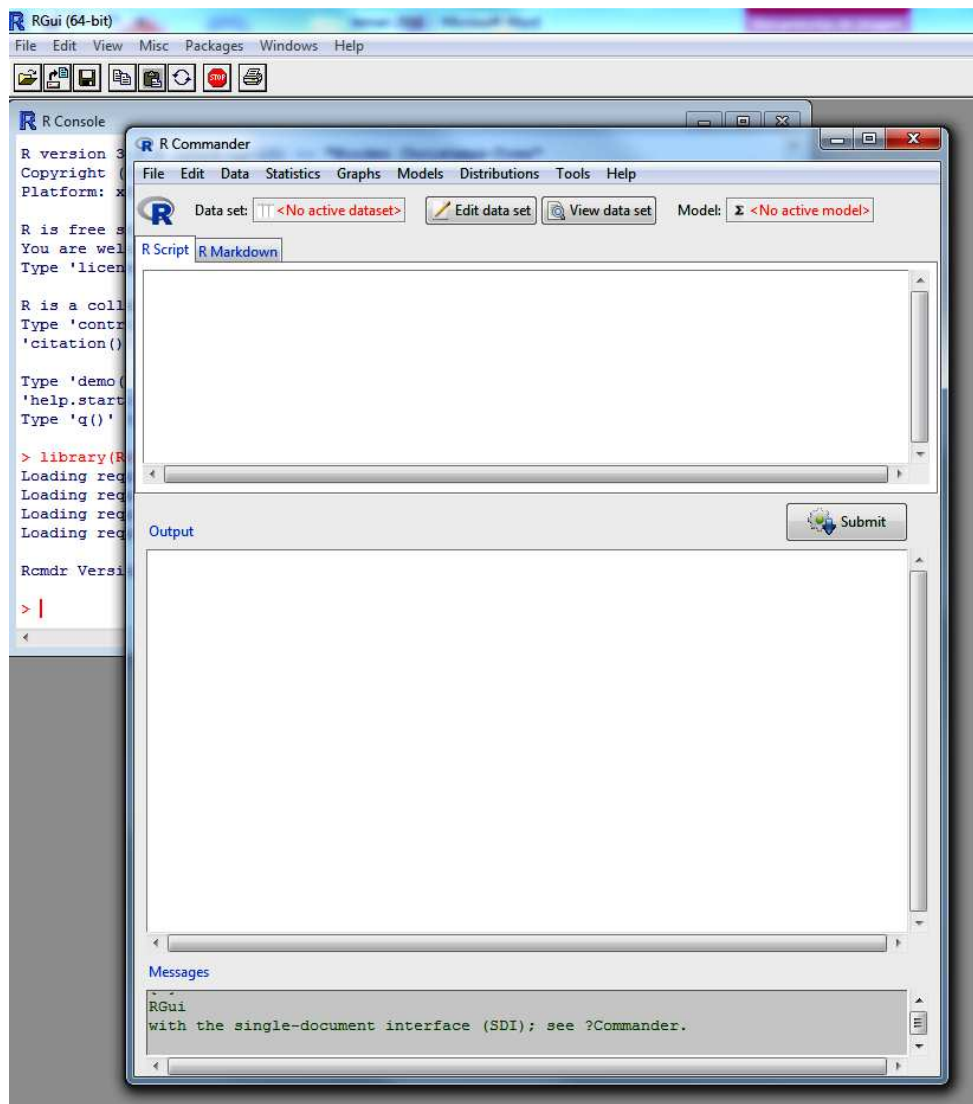 RGui (64-bit)
File Edit View Misc Packages Windows Help
STOP
R Console
R version 3
Copyright (
Platform: x
R is free s
You are wel
Type 'licen
R is a coll
Type 'contr
'citation()
Type 'demo(
'help.start
Type 'q()'
> library(R
Loading req
Loading req
Loading req
Loading req
Rcmdr Versi
>
R Commander
File Edit Data Statistics Graphs Models Distributions Tools Help
R Data set: <No active dataset> Edit data set View data set Model: Σ <No active model>
R Script R Markdown
Submit
Output
Messages
RGui
with the single-document interface (SDI); see ?Commander.